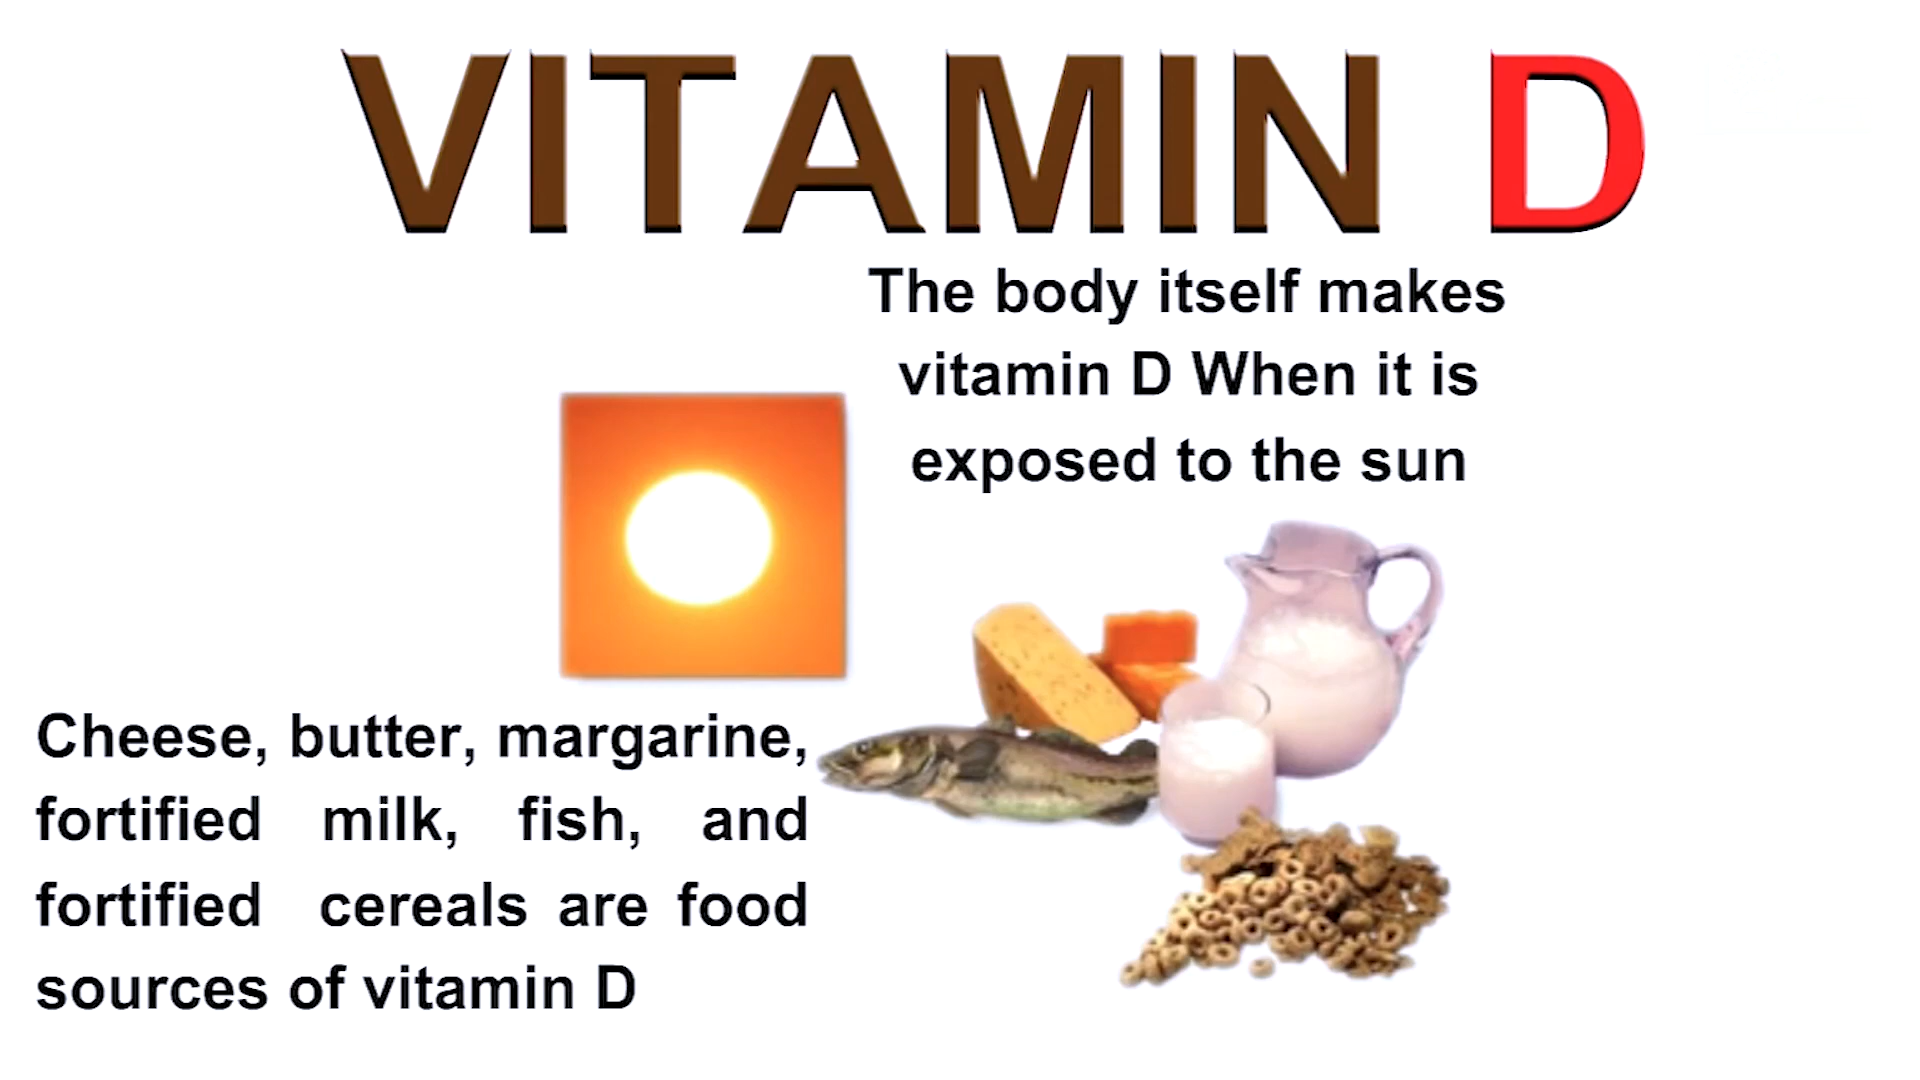 VITAMIN D
The body itself makes
vitamin D When it is
exposed to the sun
Cheese, butter, margarine,
fortified milk, fish, and
fortified cereals are food
sources of vitamin D